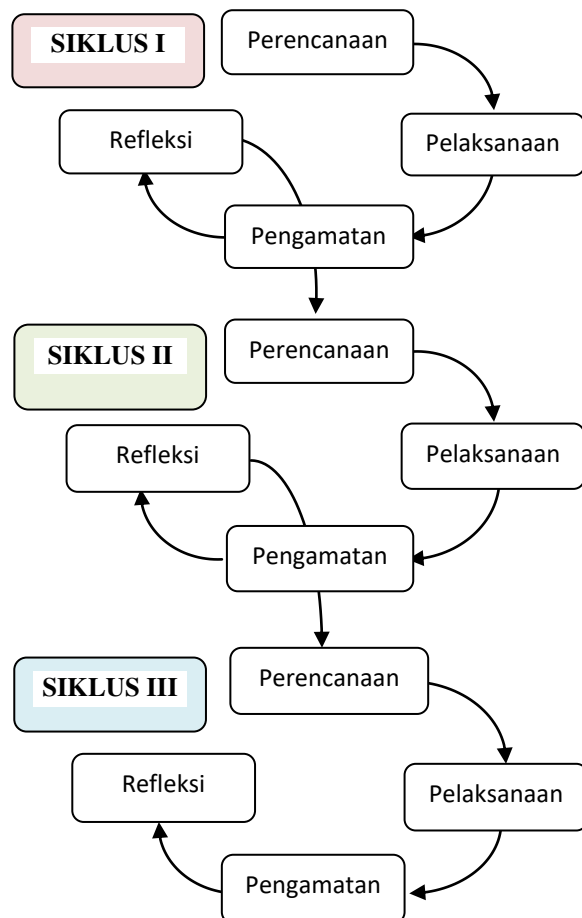 SIKLUS I
Perencanaan
Refleksi
Pelaksanaan
Pengamatan
SIKLUS II
Perencanaan
Refleksi
Pelaksanaan
Pengamatan
SIKLUS III
Perencanaan
Refleksi
Pelaksanaan
Pengamatan